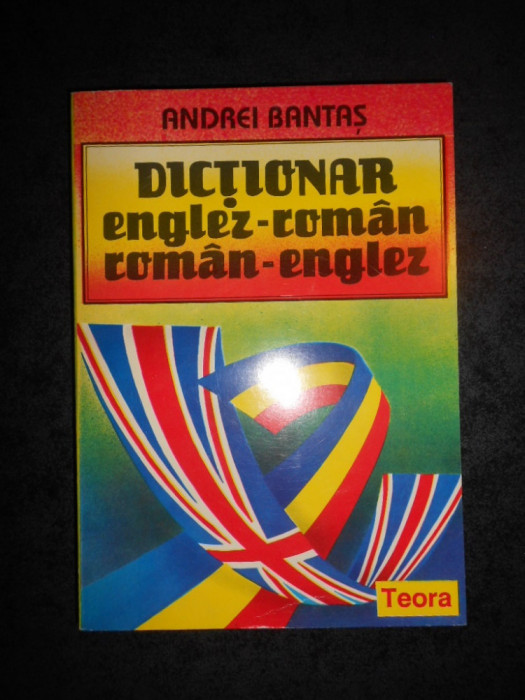 ANDREI BANTAȘ
DICȚIONAR
englez-român
român-englez
Teora